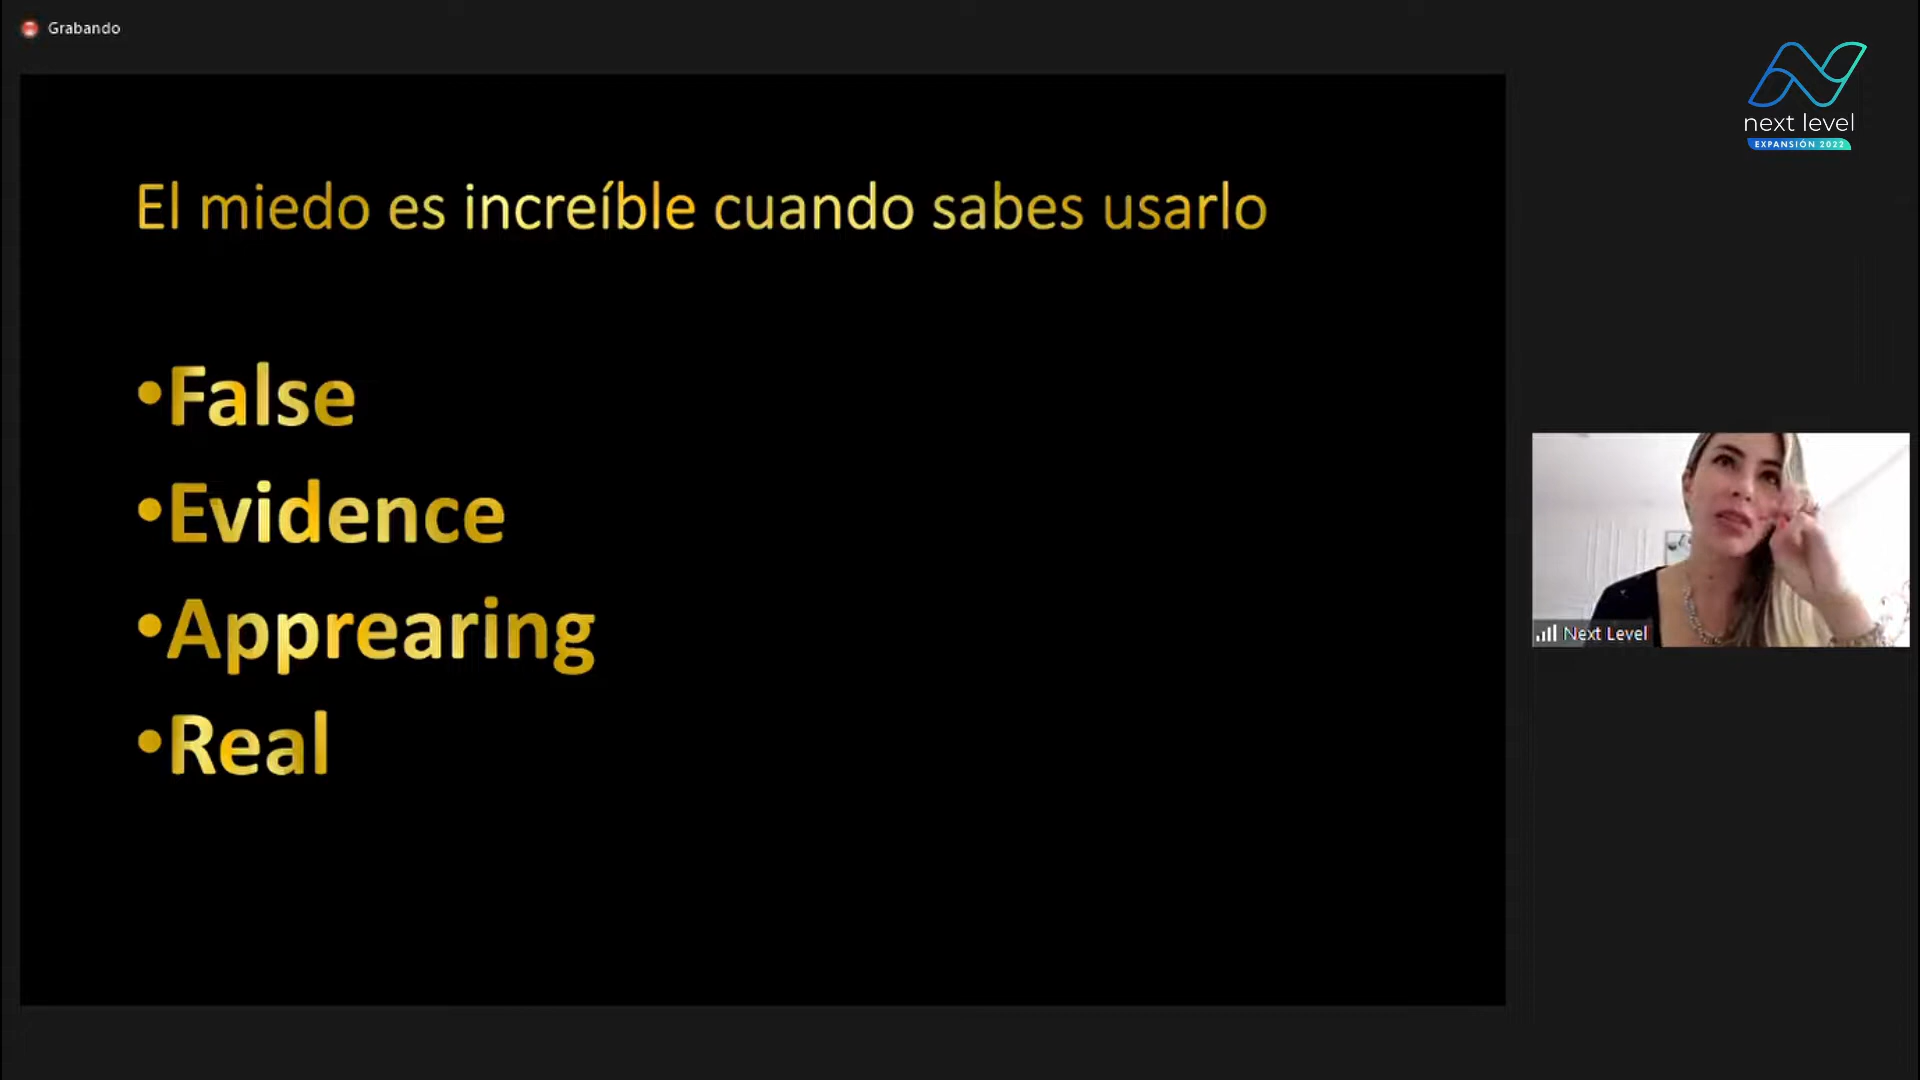 Grabando
next level
EXPANSIÓN 2022
El miedo es increíble cuando sabes usarlo
•False
•Evidence
•Apprearing
•Real
Next Level